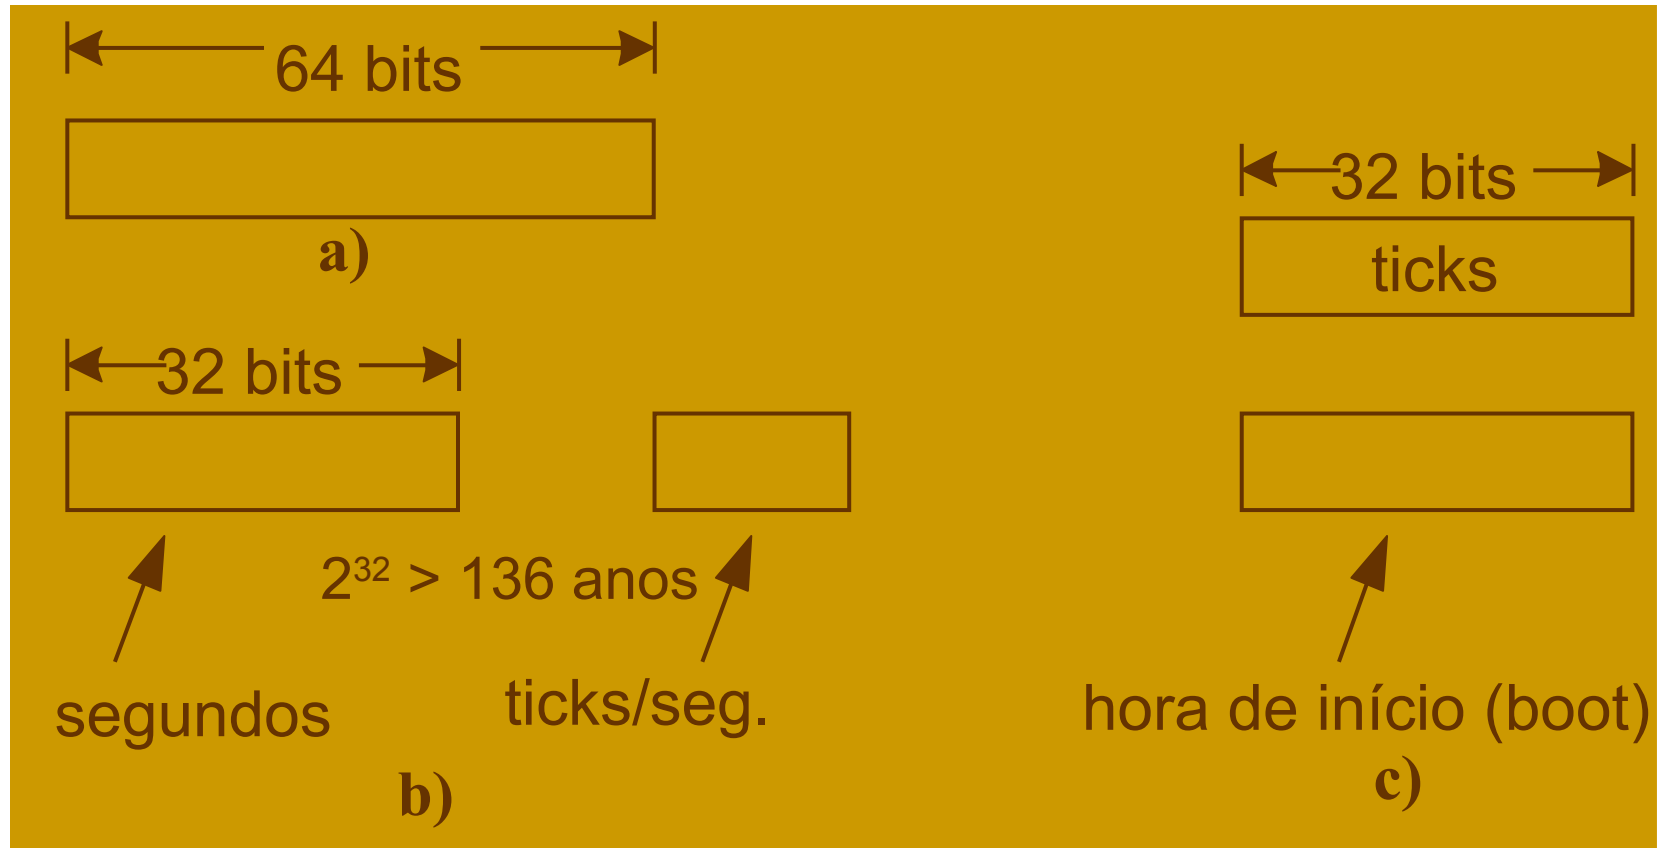 64 bits
a)
32 bits
2³² > 136 anos
segundos
ticks/seg.
b)
32 bits
ticks
hora de início (boot)
c)